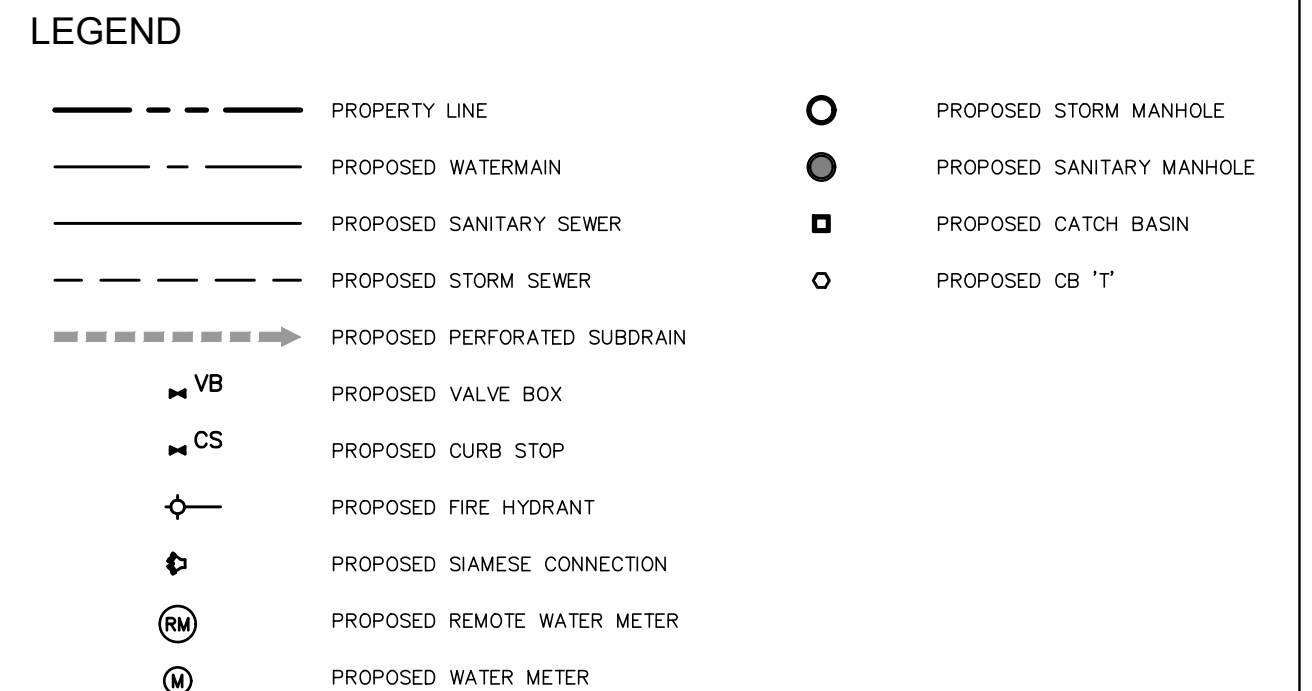 LEGEND
PROPERTY LINE
PROPOSED WATERMAIN
PROPOSED SANITARY SEWER
PROPOSED STORM SEWER
PROPOSED PERFORATED SUBDRAIN
VB PROPOSED VALVE BOX
CS PROPOSED CURB STOP
PROPOSED FIRE HYDRANT
PROPOSED SIAMESE CONNECTION
RM PROPOSED REMOTE WATER METER
M PROPOSED WATER METER
PROPOSED STORM MANHOLE
PROPOSED SANITARY MANHOLE
PROPOSED CATCH BASIN
PROPOSED CB 'T'